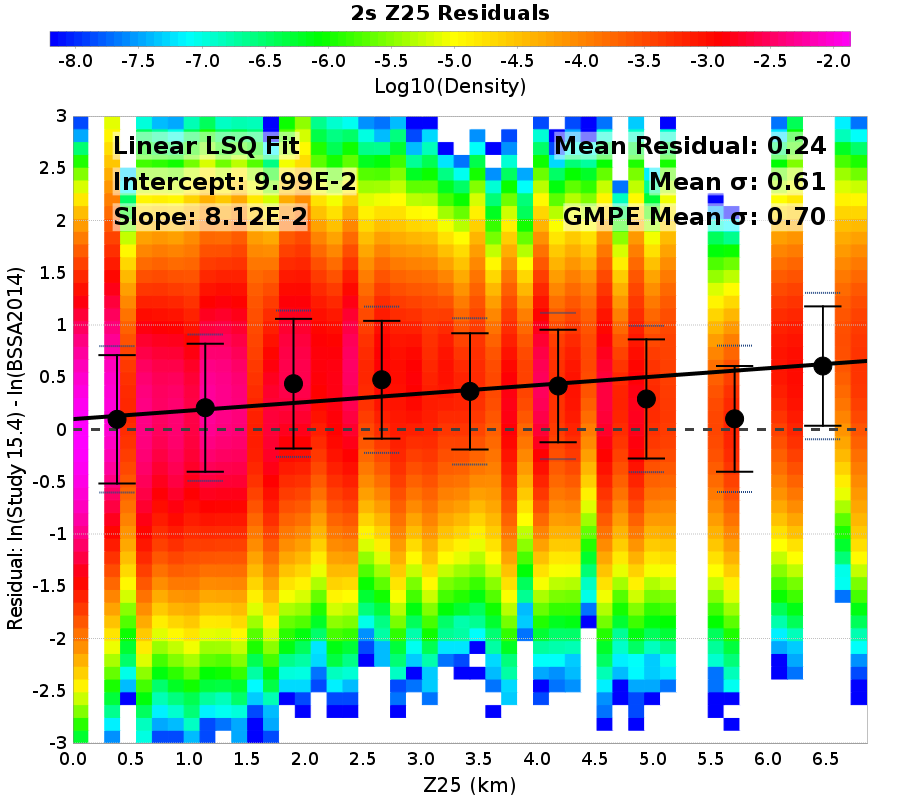 2s Z25 Residuals
-8.0 -7.5 -7.0 -6.5 -6.0 -5.5 -5.0 -4.5 -4.0 -3.5 -3.0 -2.5 -2.0
Log10(Density)
Residual: ln(Study 15.4) - ln(BSSA2014)
3
2.5
2
1.5
1
0.5
0
-0.5
-1
-1.5
-2
-2.5
-3
Linear LSQ Fit
Intercept: 9.99E-2
Slope: 8.12E-2
Mean Residual: 0.24
Mean σ: 0.61
GMPE Mean σ: 0.70
0.0 0.5 1.0 1.5 2.0 2.5 3.0 3.5 4.0 4.5 5.0 5.5 6.0 6.5
Z25 (km)